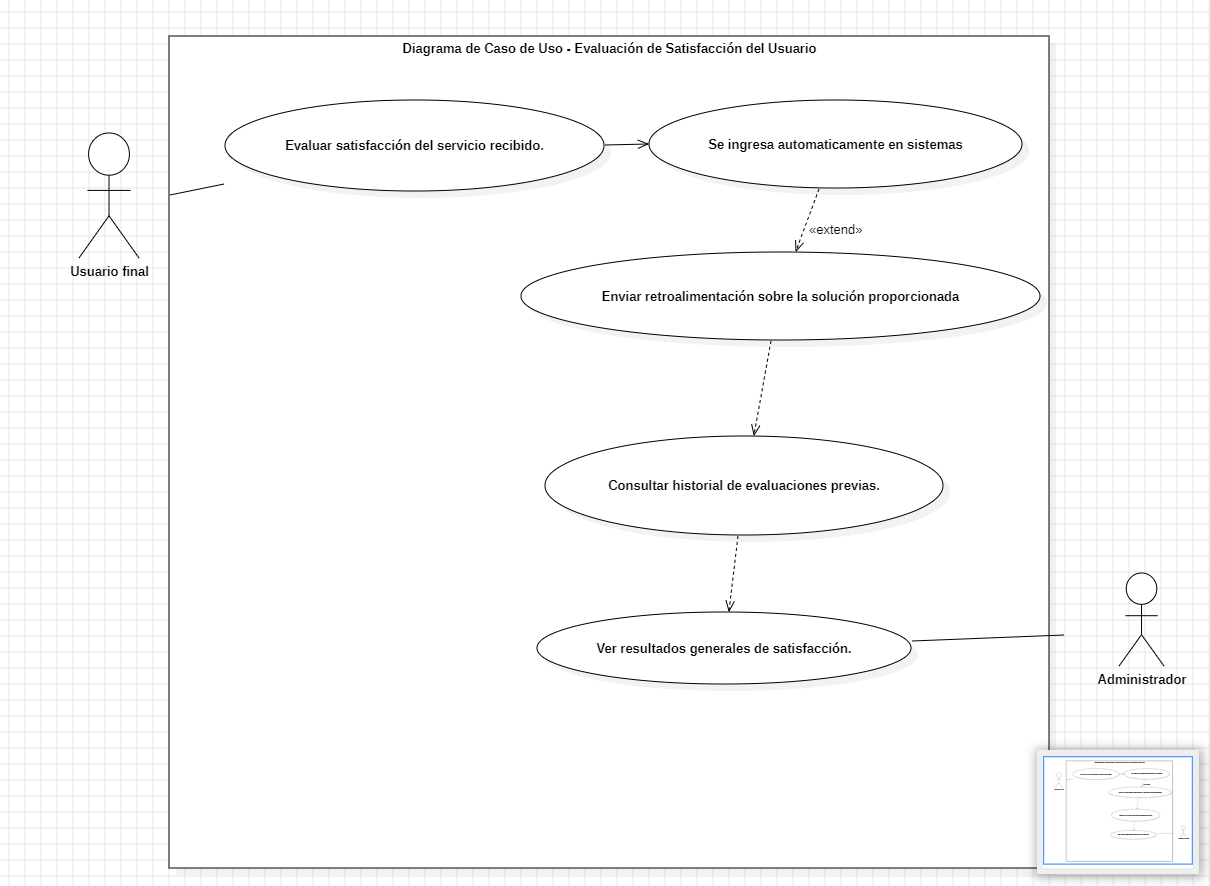 Diagrama de Caso de Uso - Evaluación de Satisfacción del Usuario
Evaluar satisfacción del servicio recibido.
Se ingresa automaticamente en sistemas
«extend»
Usuario final
Enviar retroalimentación sobre la solución proporcionada
Consultar historial de evaluaciones previas.
Ver resultados generales de satisfacción.
Administrador